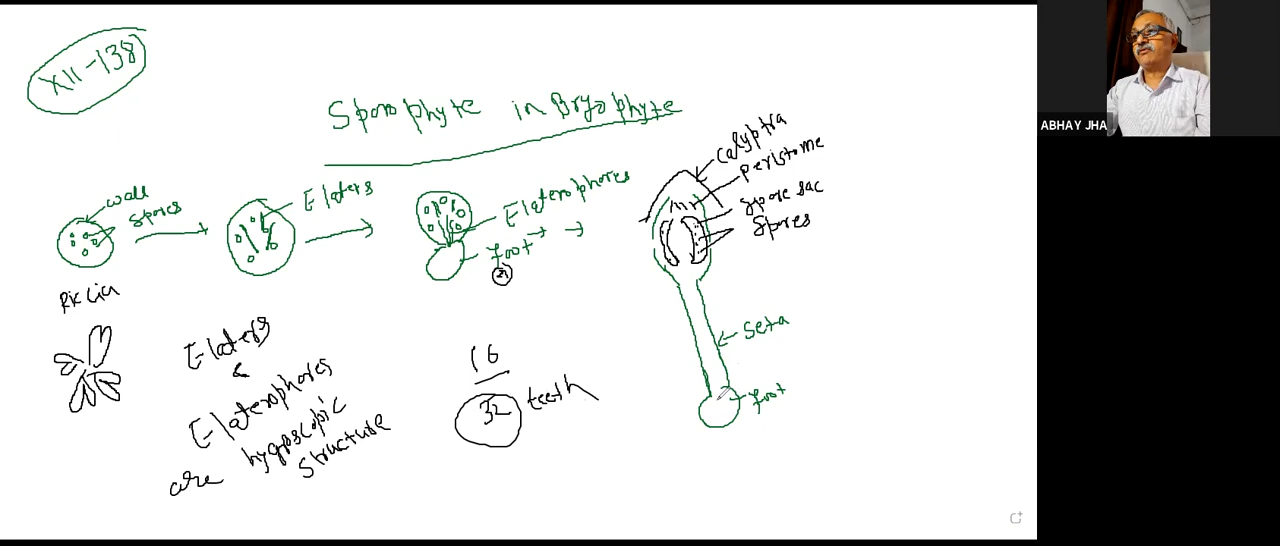 XII-138
Sporophyte in Bryophyte
wall
Spores
Riccia
Elaters
Elaterophores
foot
2n
Calyptra
peristome
Spore sac
Spores
Seta
foot
Elaters
&
Elaterophores
are hygroscopic
structure
16
32 teeth
ABHAY JHA